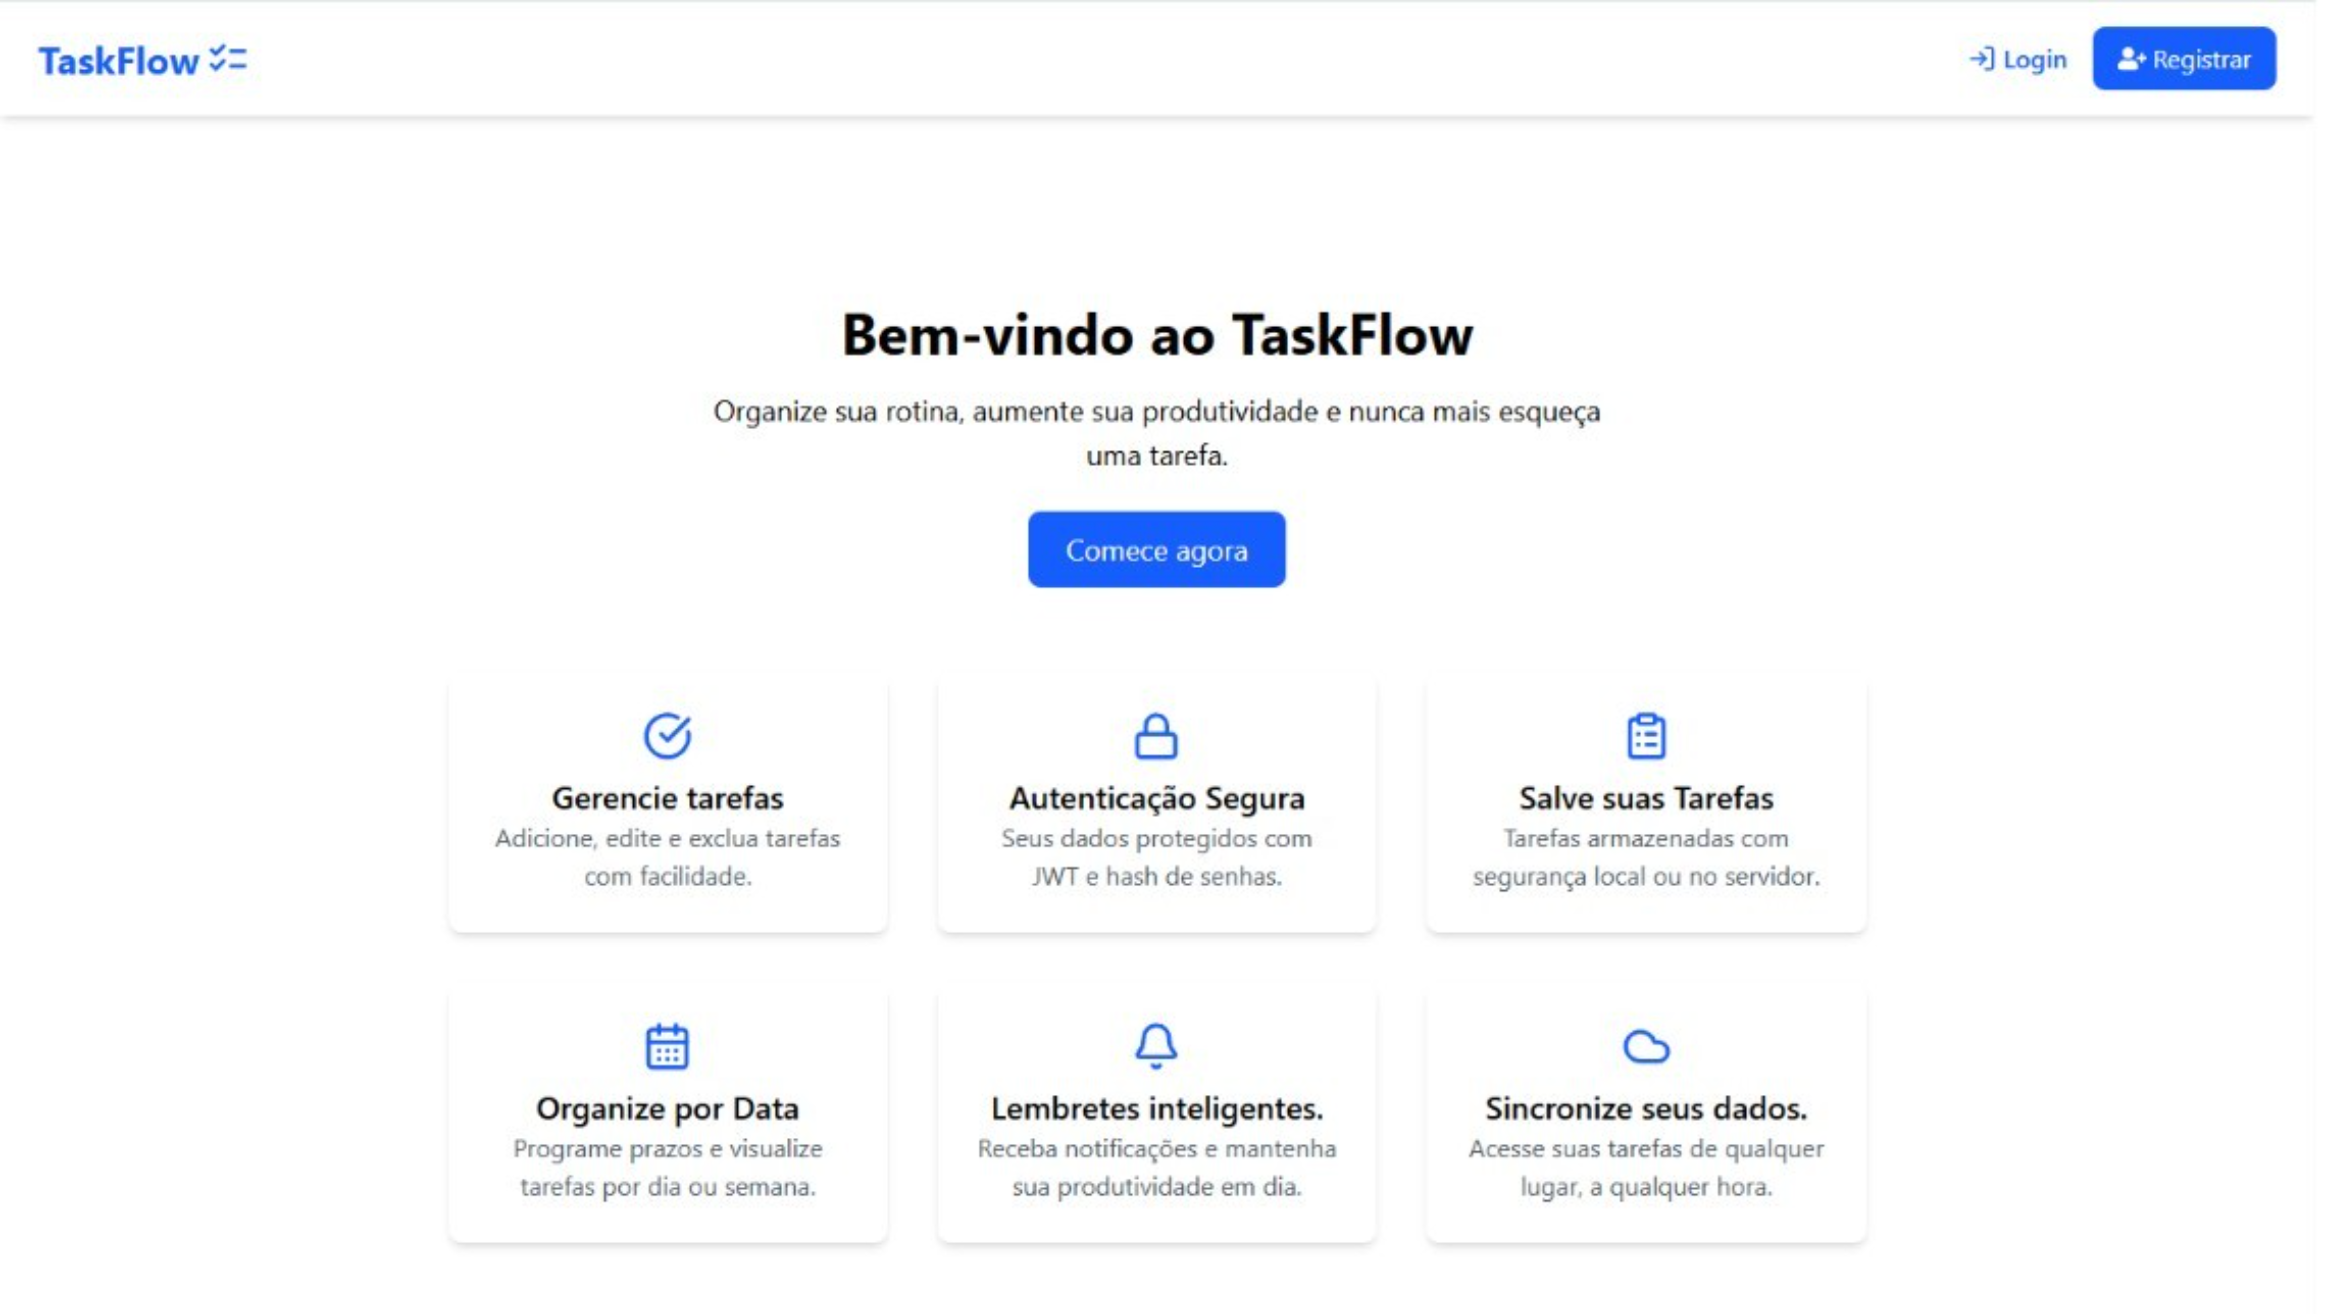 TaskFlow
Login
Registrar
Bem-vindo ao TaskFlow
Organize sua rotina, aumente sua produtividade e nunca mais esqueça
uma tarefa.
Comece agora
Gerencie tarefas
Adicione, edite e exclua tarefas
com facilidade.
Autenticação Segura
Seus dados protegidos com
JWT e hash de senhas.
Salve suas Tarefas
Tarefas armazenadas com
segurança local ou no servidor.
Organize por Data
Programe prazos e visualize
tarefas por dia ou semana.
Lembretes inteligentes.
Receba notificações e mantenha
sua produtividade em dia.
Sincronize seus dados.
Acesse suas tarefas de qualquer
lugar, a qualquer hora.